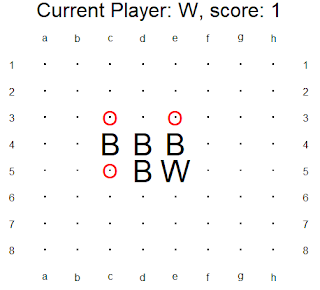 Current Player: W, score: 1
a b c d e f g h
1 . . . . . . . . 1
2 . . . . . . . . 2
3 . . O . O . . . 3
4 . . B B B . . . 4
5 . . O B W . . . 5
6 . . . . . . . . 6
7 . . . . . . . . 7
8 . . . . . . . . 8
a b c d e f g h